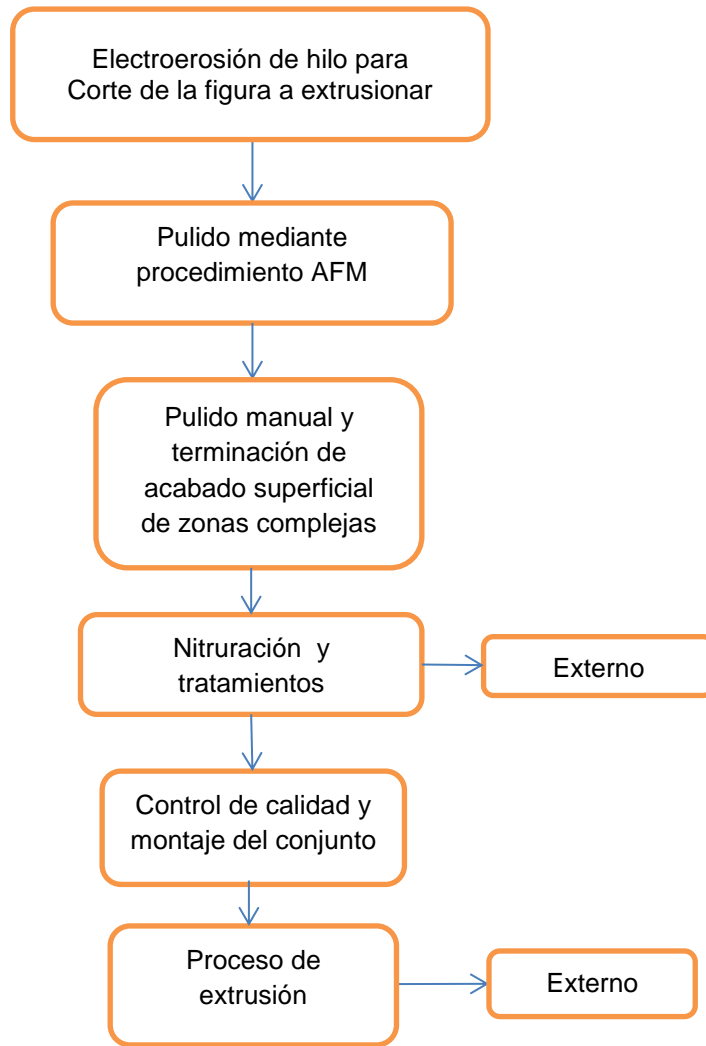 Electroerosión de hilo para
Corte de la figura a extrusionar
Pulido mediante
procedimiento AFM
Pulido manual y
terminación de
acabado superficial
de zonas complejas
Nitruración y
tratamientos
Externo
Control de calidad y
montaje del conjunto
Proceso de
extrusión
Externo